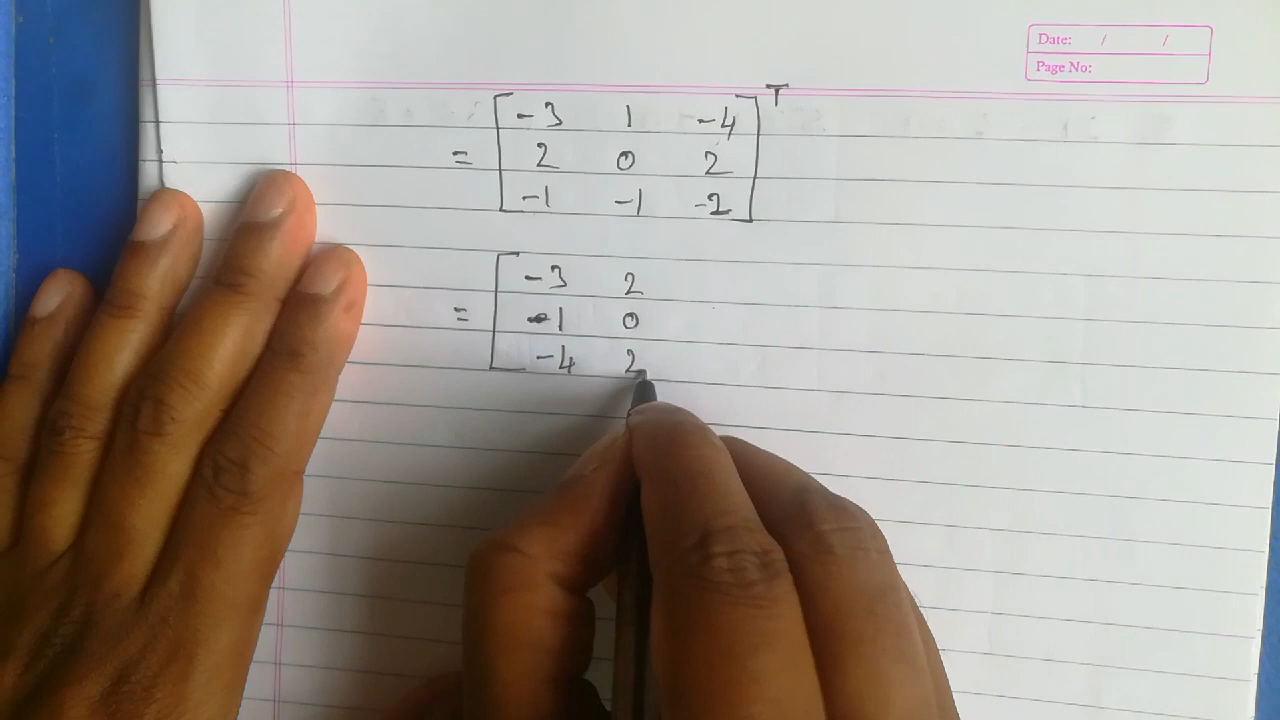 Date: / /
Page No:
-3 1 -4 T
= 2 0 2
-1 -1 -2
-3 2
= 1 0
-4 2